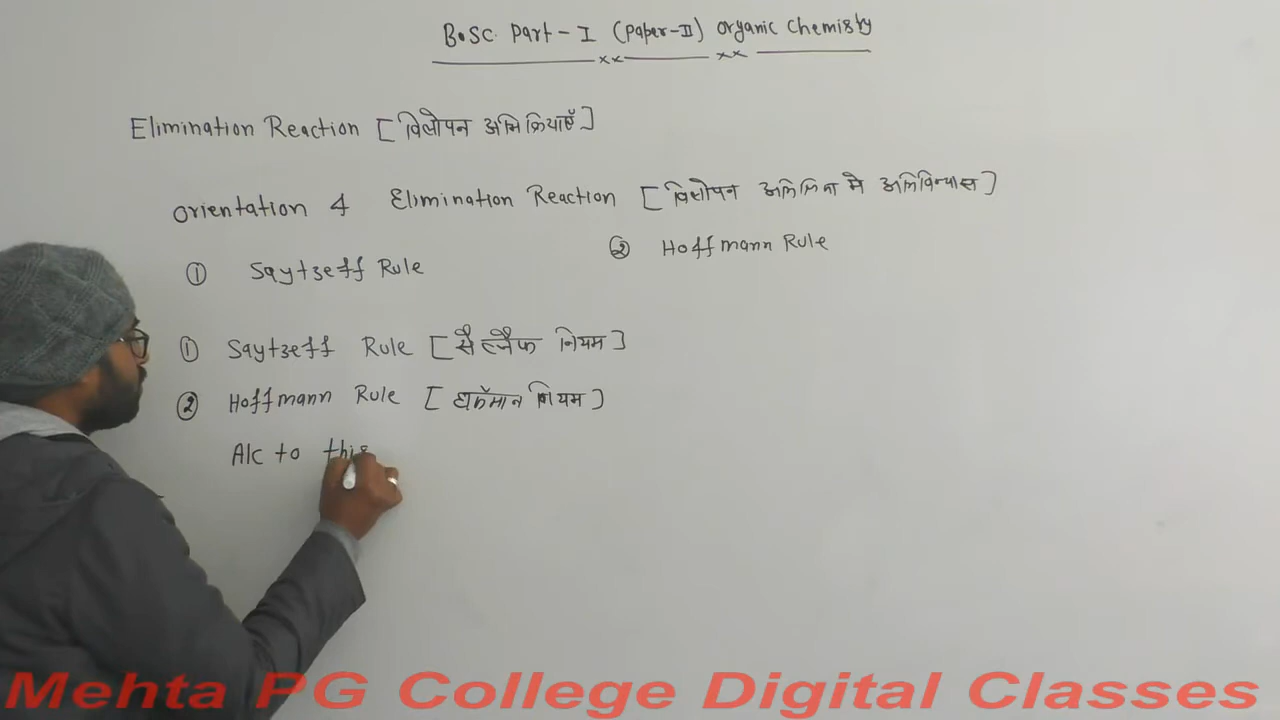 B.Sc. Part-I (Paper-II) Organic Chemistry
Elimination Reaction [विलोपन अभिक्रियाएँ]
Orientation 4 Elimination Reaction [विलोपन अभिक्रिया मे अभिविन्यास]
① Saytzeff Rule ② Hoffmann Rule
① Saytzeff Rule [सैत्जैफ नियम]
② Hoffmann Rule [हाफॅमान नियम]
A/c to this
Mehta PG College Digital Classes